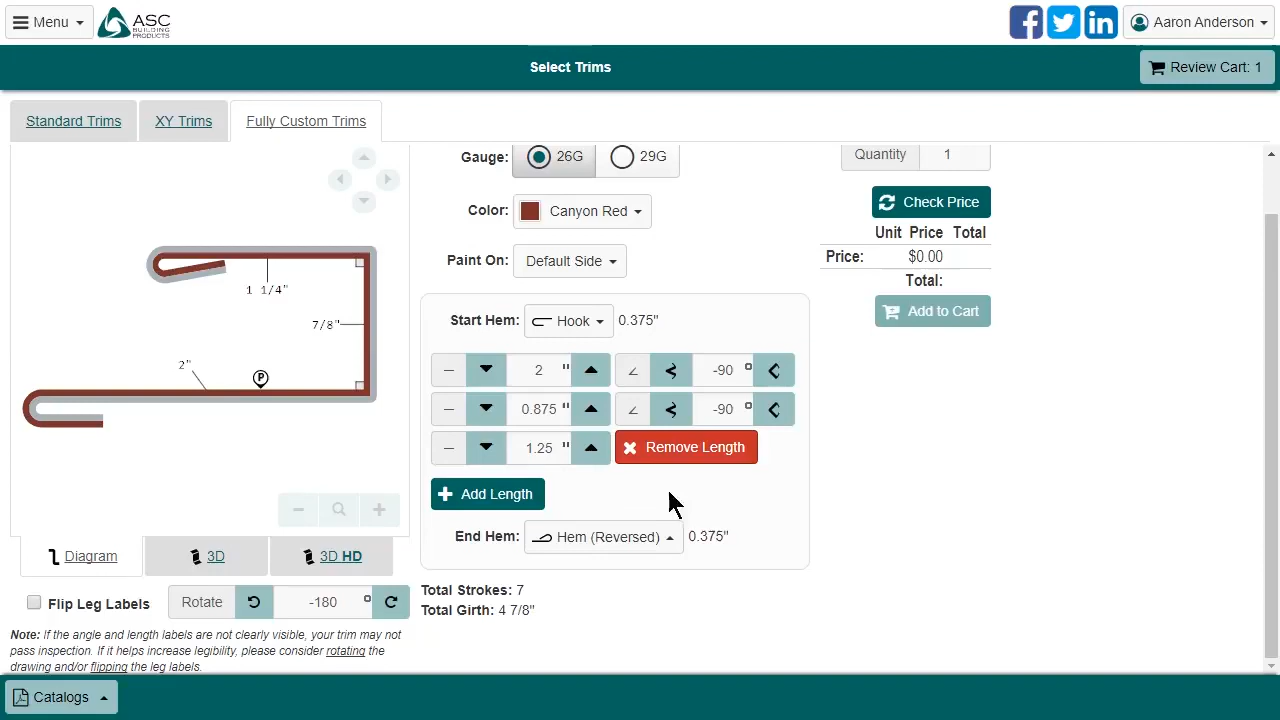 Menu
ASC
BUILDING
PRODUCTS
Aaron Anderson
Select Trims
Review Cart: 1
Standard Trims
XY Trims
Fully Custom Trims
Gauge: 26G 29G
Quantity 1
Color: Canyon Red
Check Price
Unit Price Total
Price: $0.00
Total:
Add to Cart
Paint On: Default Side
1 1/4"
7/8"
2"
P
Start Hem: Hook 0.375"
2 " -90 °
0.875 " -90 °
1.25 " Remove Length
Add Length
End Hem: Hem (Reversed) 0.375"
Diagram
3D
3D HD
Total Strokes: 7
Total Girth: 4 7/8"
Flip Leg Labels
Rotate -180 °
Note: If the angle and length labels are not clearly visible, your trim may not
pass inspection. If it helps increase legibility, please consider rotating the
drawing and/or flipping the leg labels.
Catalogs